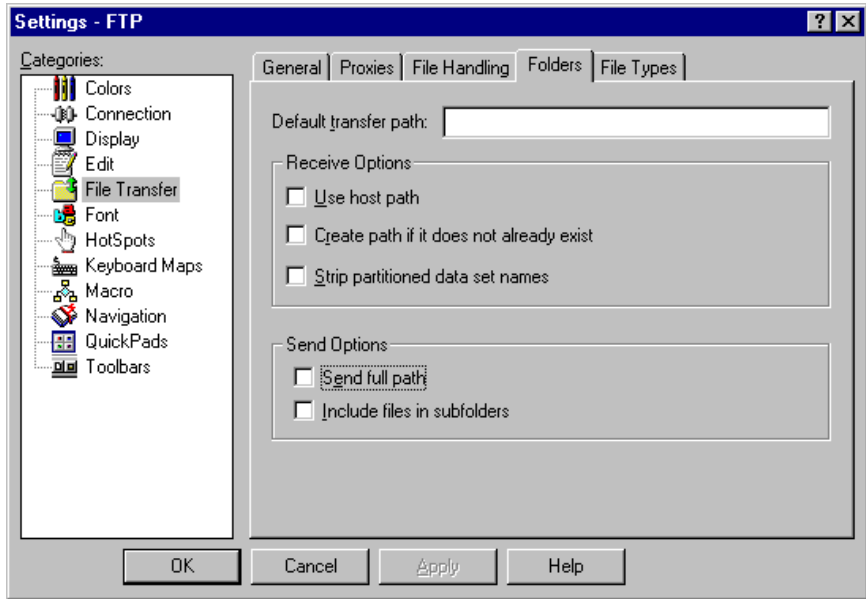 Settings - FTP
Categories:
Colors
Connection
Display
Edit
File Transfer
Font
HotSpots
Keyboard Maps
Macro
Navigation
QuickPads
Toolbars
General Proxies File Handling Folders File Types
Default transfer path:
Receive Options
Use host path
Create path if it does not already exist
Strip partitioned data set names
Send Options
Send full path
Include files in subfolders
OK Cancel Apply Help